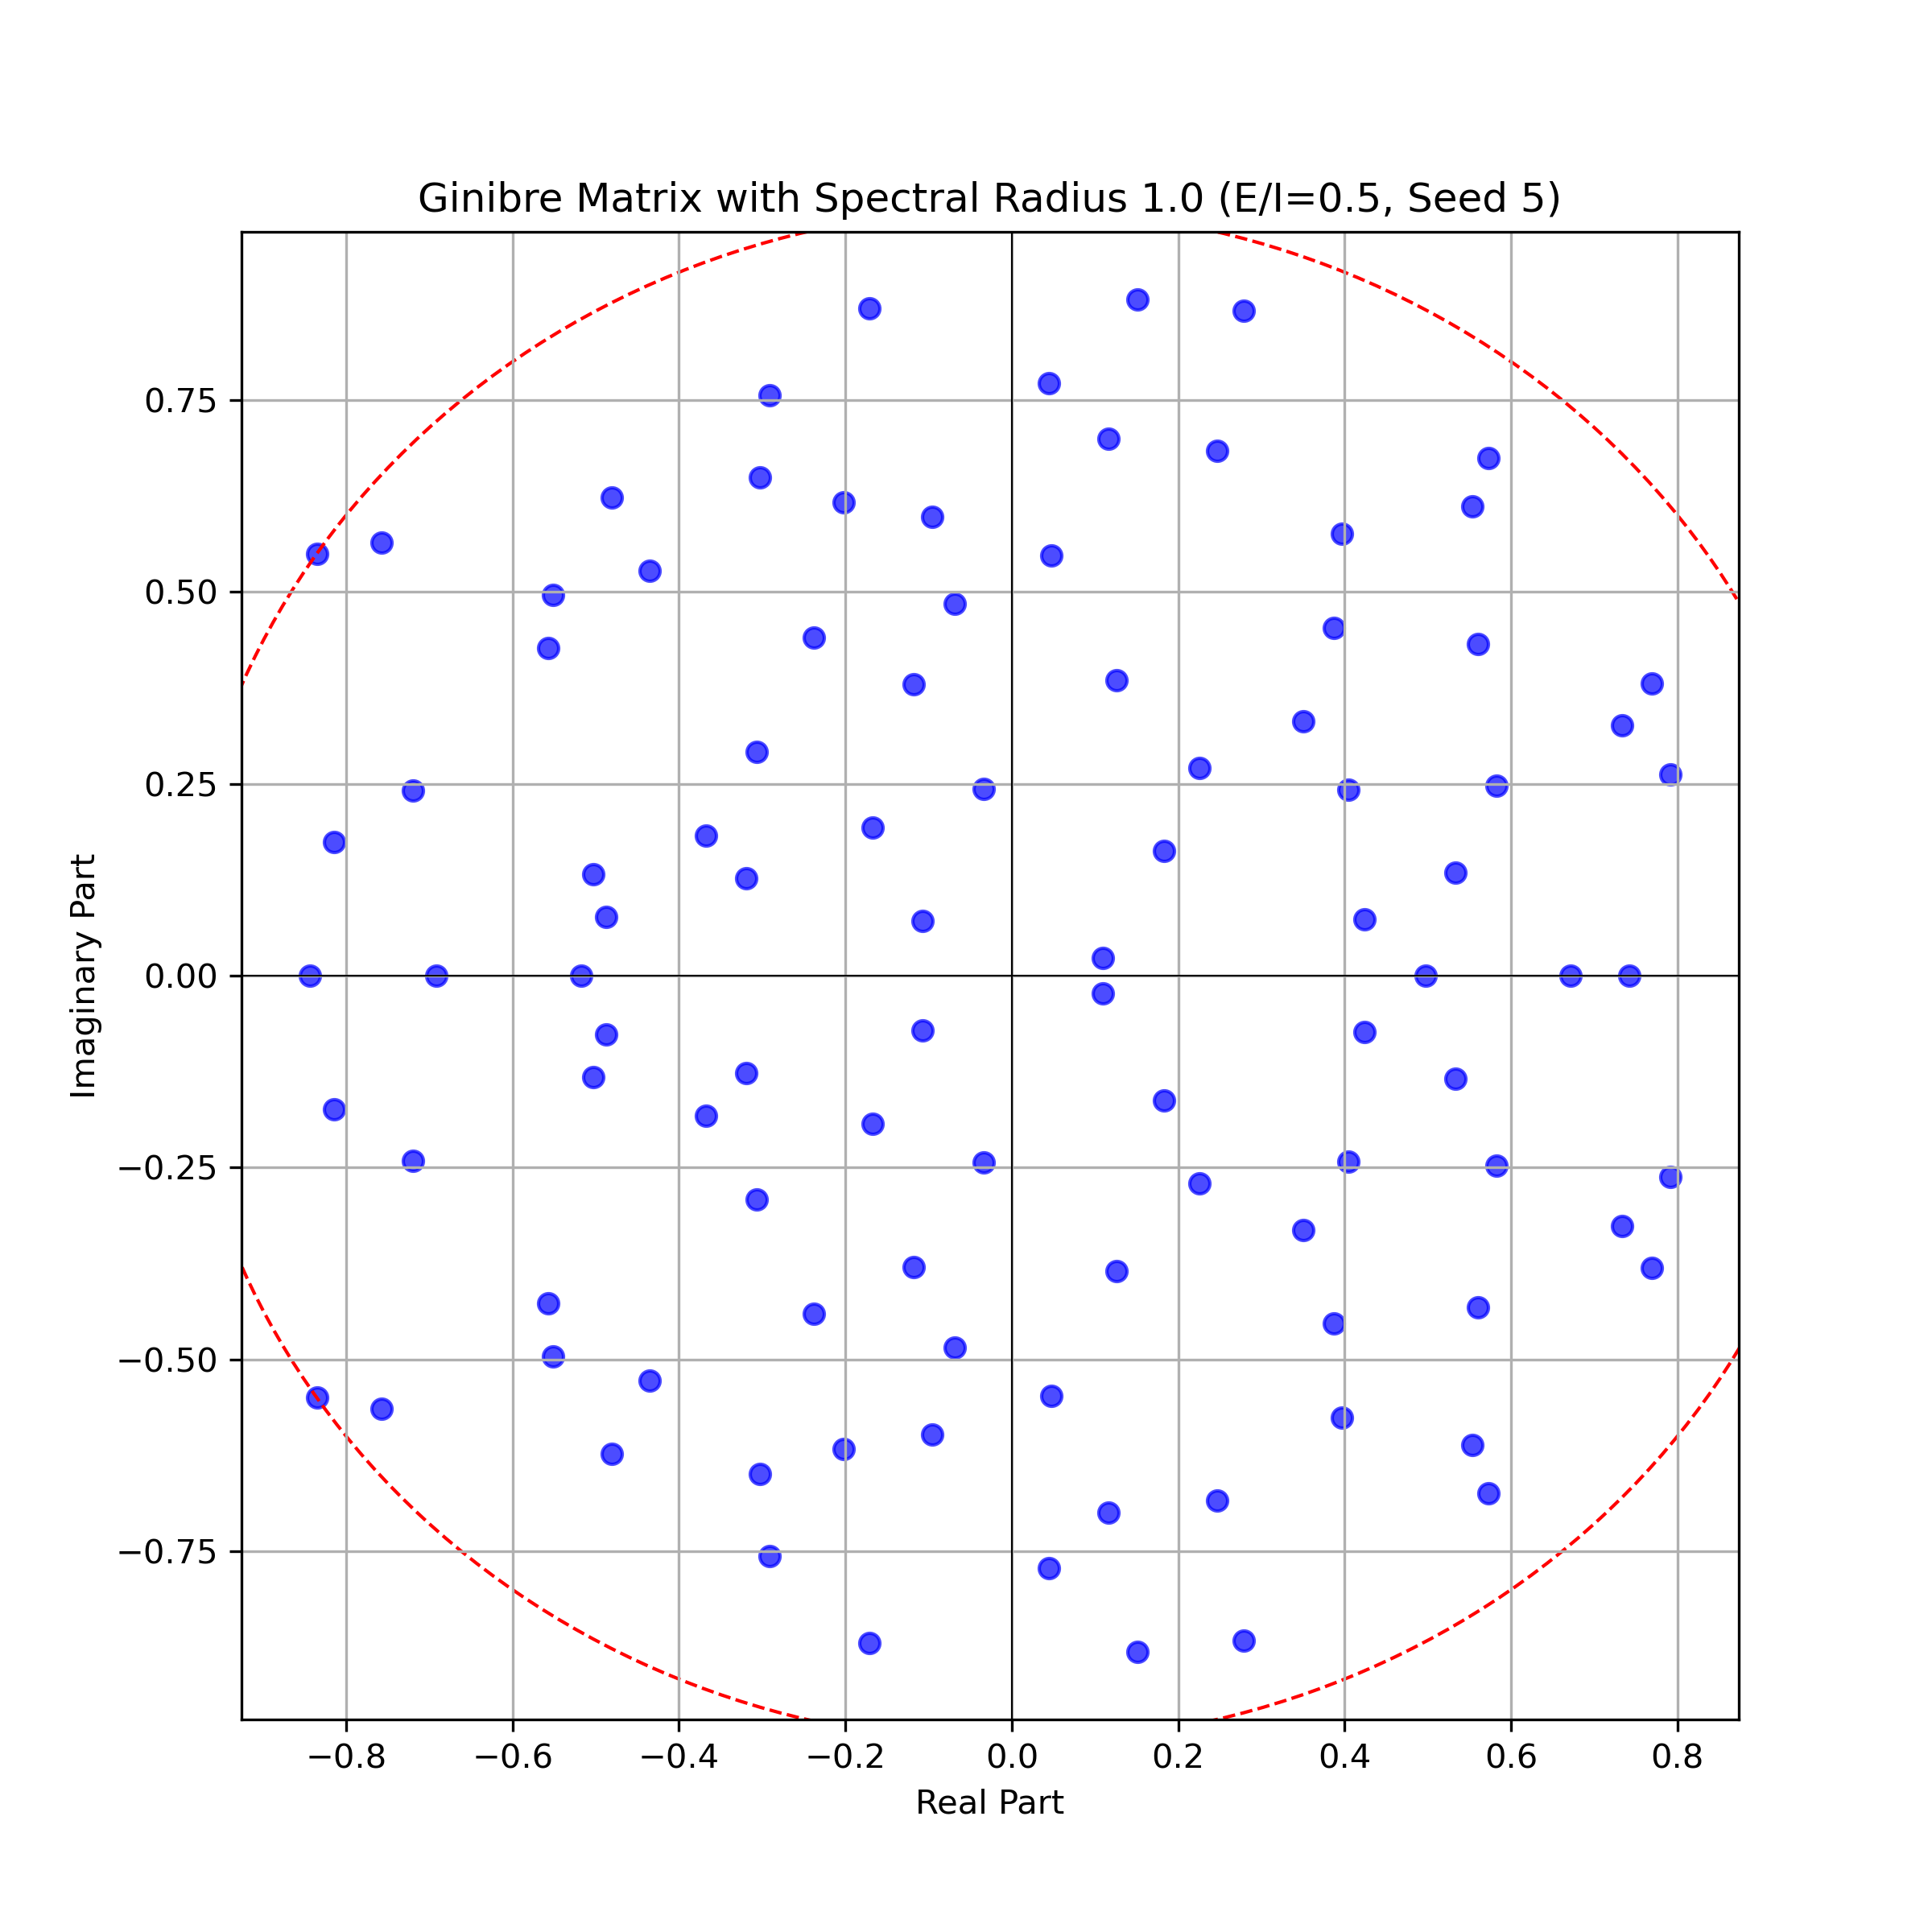 Ginibre Matrix with Spectral Radius 1.0 (E/I=0.5, Seed 5)
0.75
0.50
0.25
0.00
−0.25
−0.50
−0.75
Imaginary Part
−0.8 −0.6 −0.4 −0.2 0.0 0.2 0.4 0.6 0.8
Real Part